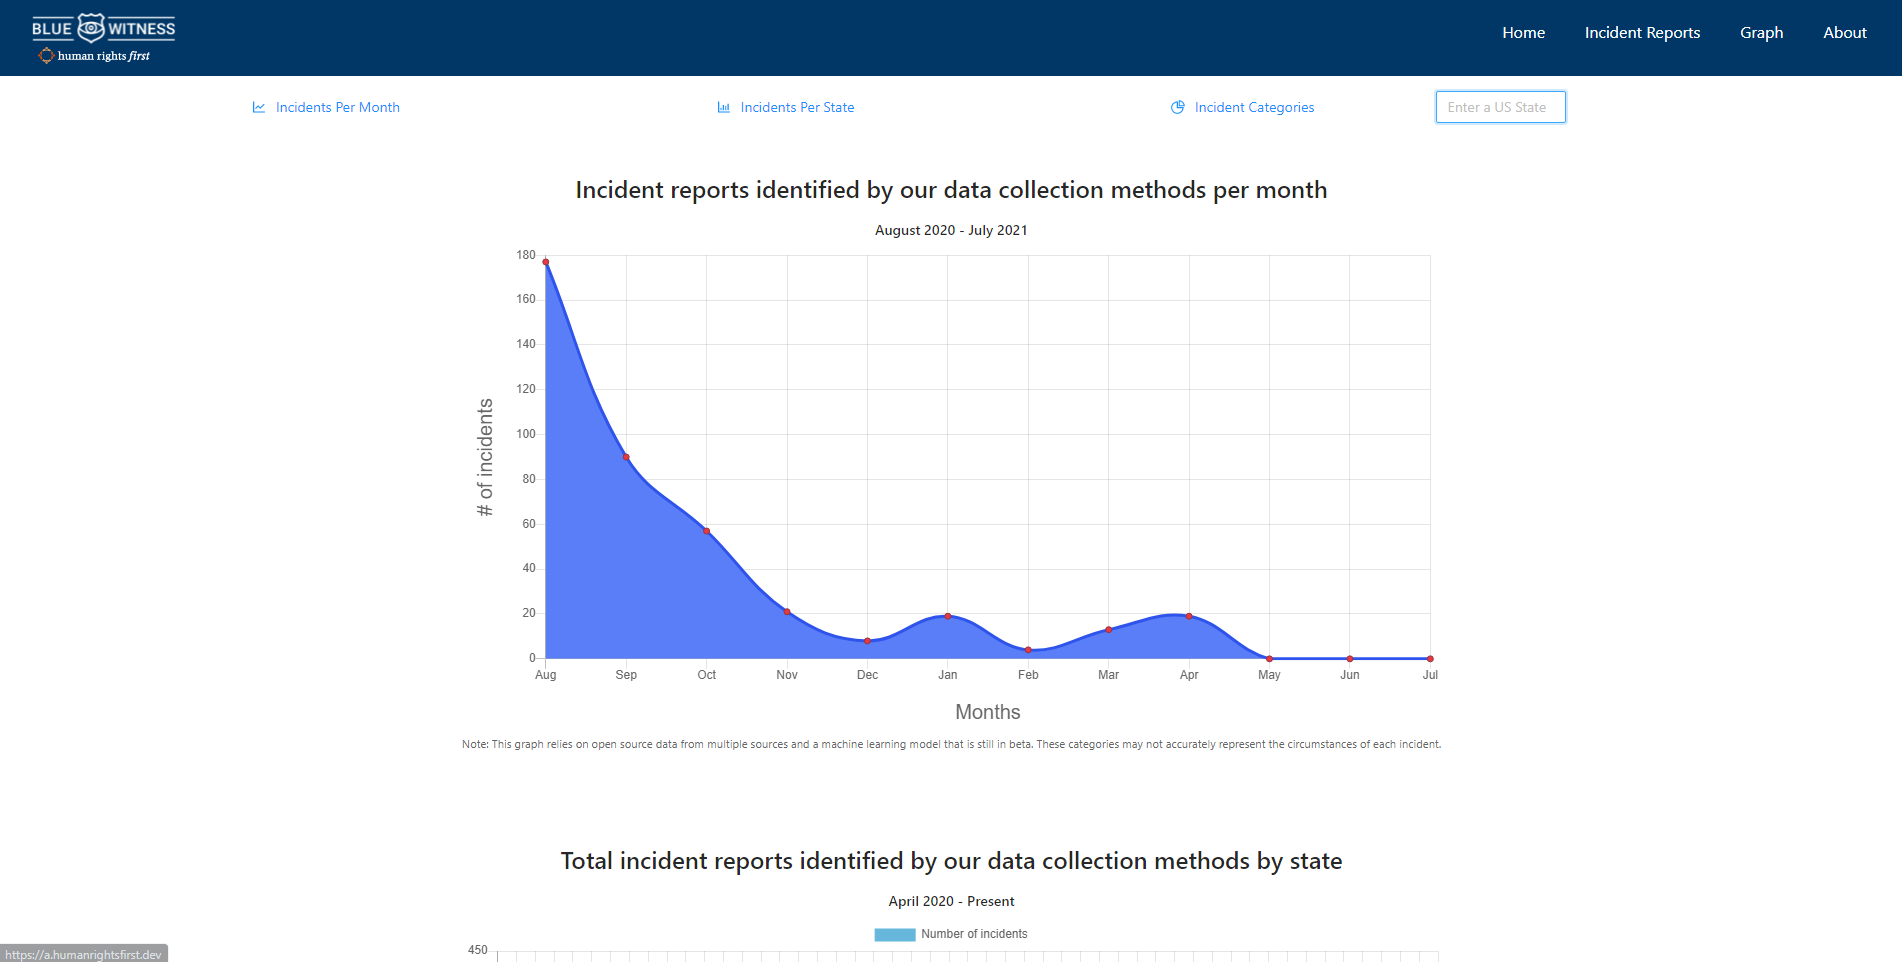 BLUE WITNESS
human rights first
Home Incident Reports Graph About
Incidents Per Month Incidents Per State Incident Categories Enter a US State
Incident reports identified by our data collection methods per month
August 2020 - July 2021
180
160
140
120
100
80
60
40
20
0
# of incidents
Aug Sep Oct Nov Dec Jan Feb Mar Apr May Jun Jul
Months
Note: This graph relies on open source data from multiple sources and a machine learning model that is still in beta. These categories may not accurately represent the circumstances of each incident.
Total incident reports identified by our data collection methods by state
April 2020 - Present
Number of incidents
450
https://a.humanrightsfirst.dev